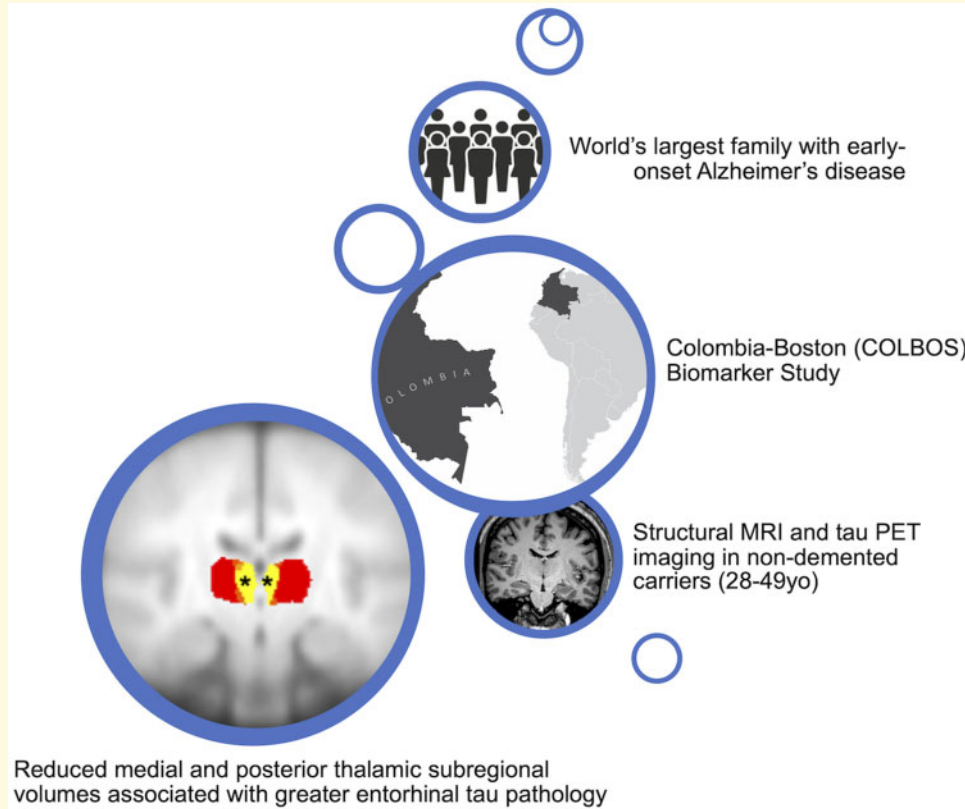 World's largest family with early-
onset Alzheimer's disease
OLOMBIA
Colombia-Boston (COLBOS)
Biomarker Study
Structural MRI and tau PET
imaging in non-demented
carriers (28-49yo)
* *
Reduced medial and posterior thalamic subregional
volumes associated with greater entorhinal tau pathology